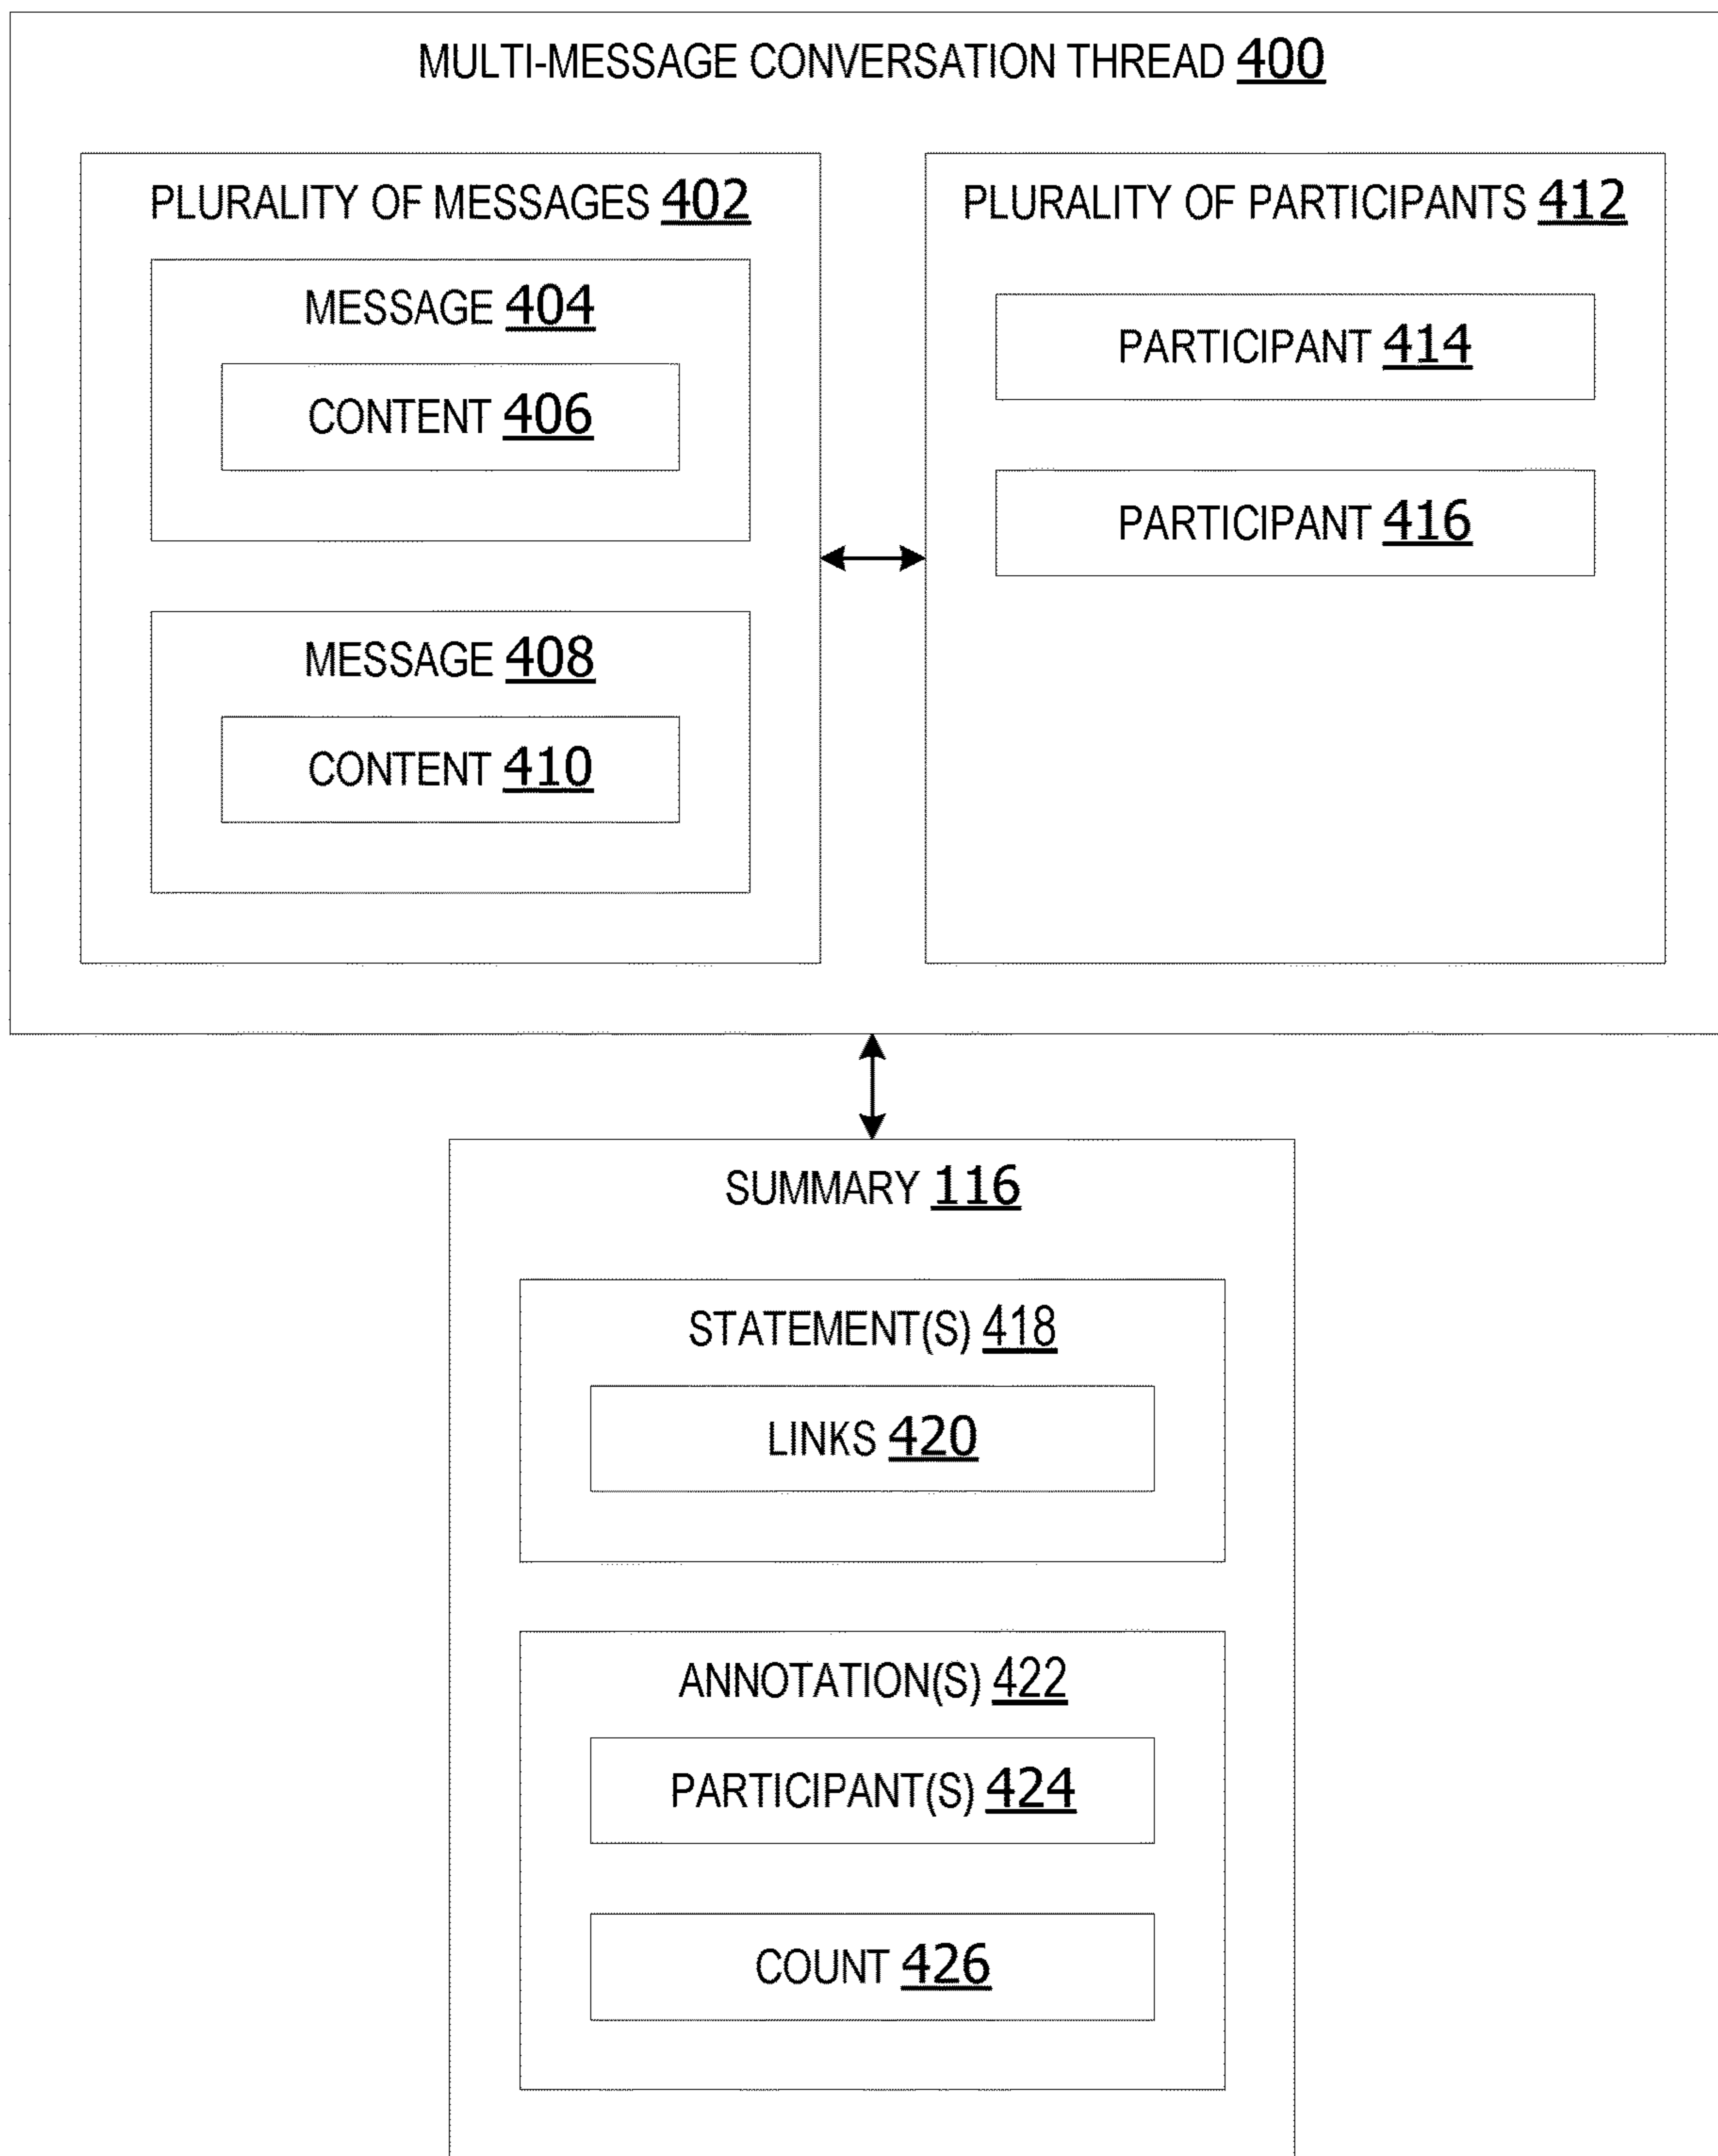 MULTI-MESSAGE CONVERSATION THREAD 400
PLURALITY OF MESSAGES 402
MESSAGE 404
CONTENT 406
MESSAGE 408
CONTENT 410
PLURALITY OF PARTICIPANTS 412
PARTICIPANT 414
PARTICIPANT 416
SUMMARY 116
STATEMENT(S) 418
LINKS 420
ANNOTATION(S) 422
PARTICIPANT(S) 424
COUNT 426